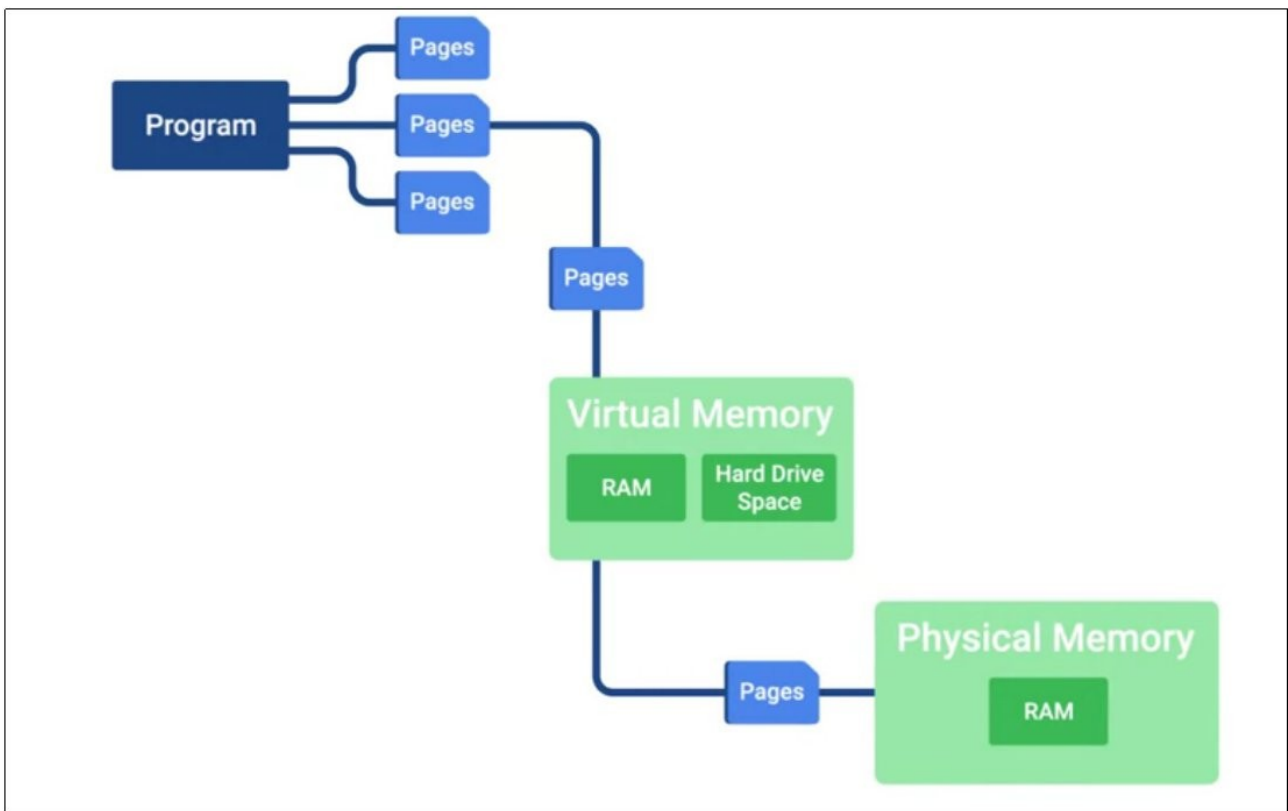 Pages
Program
Pages
Pages
Pages
Virtual Memory
RAM
Hard Drive
Space
Physical Memory
Pages
RAM